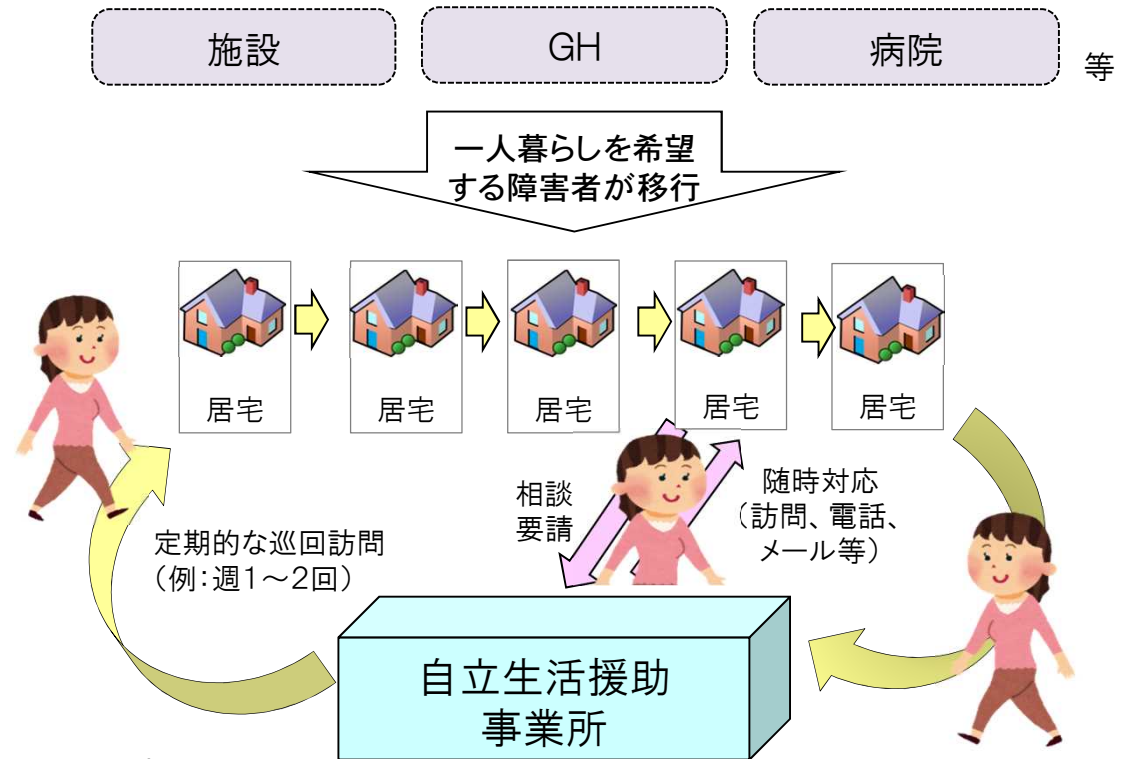 施設
GH
病院
等
一人暮らしを希望
する障害者が移行
居宅
居宅
居宅
居宅
居宅
相談
要請
随時対応
（訪問、電話、
メール等）
定期的な巡回訪問
（例：週1～2回）
自立生活援助
事業所